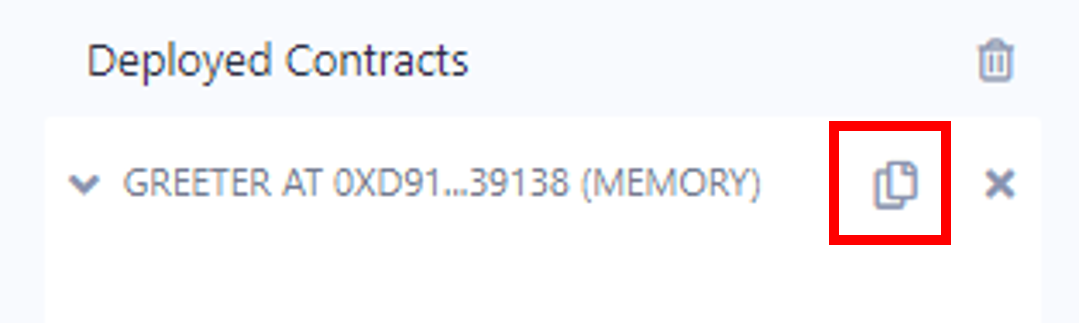 Deployed Contracts
GREETER AT 0XD91...39138 (MEMORY)